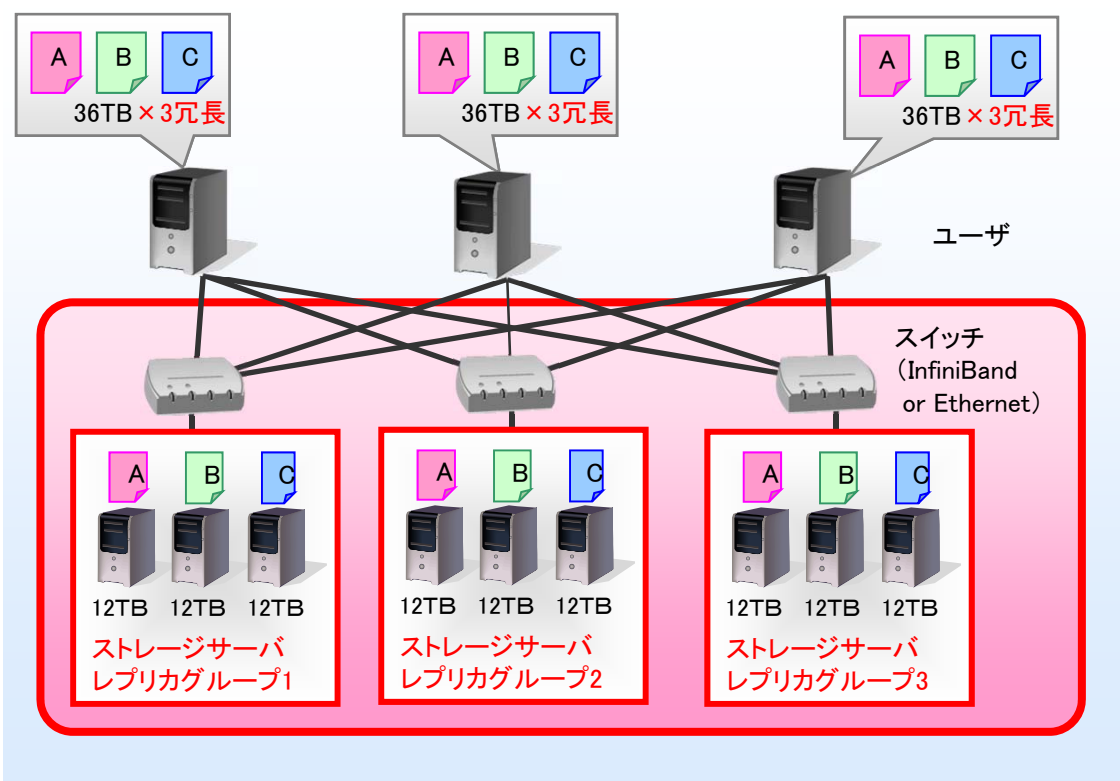 A B C
36TB×3冗長
A B C
36TB×3冗長
A B C
36TB×3冗長
ユーザ
スイッチ
（InfiniBand
or Ethernet）
A B C
12TB 12TB 12TB
ストレージサーバ
レプリカグループ1
A B C
12TB 12TB 12TB
ストレージサーバ
レプリカグループ2
A B C
12TB 12TB 12TB
ストレージサーバ
レプリカグループ3